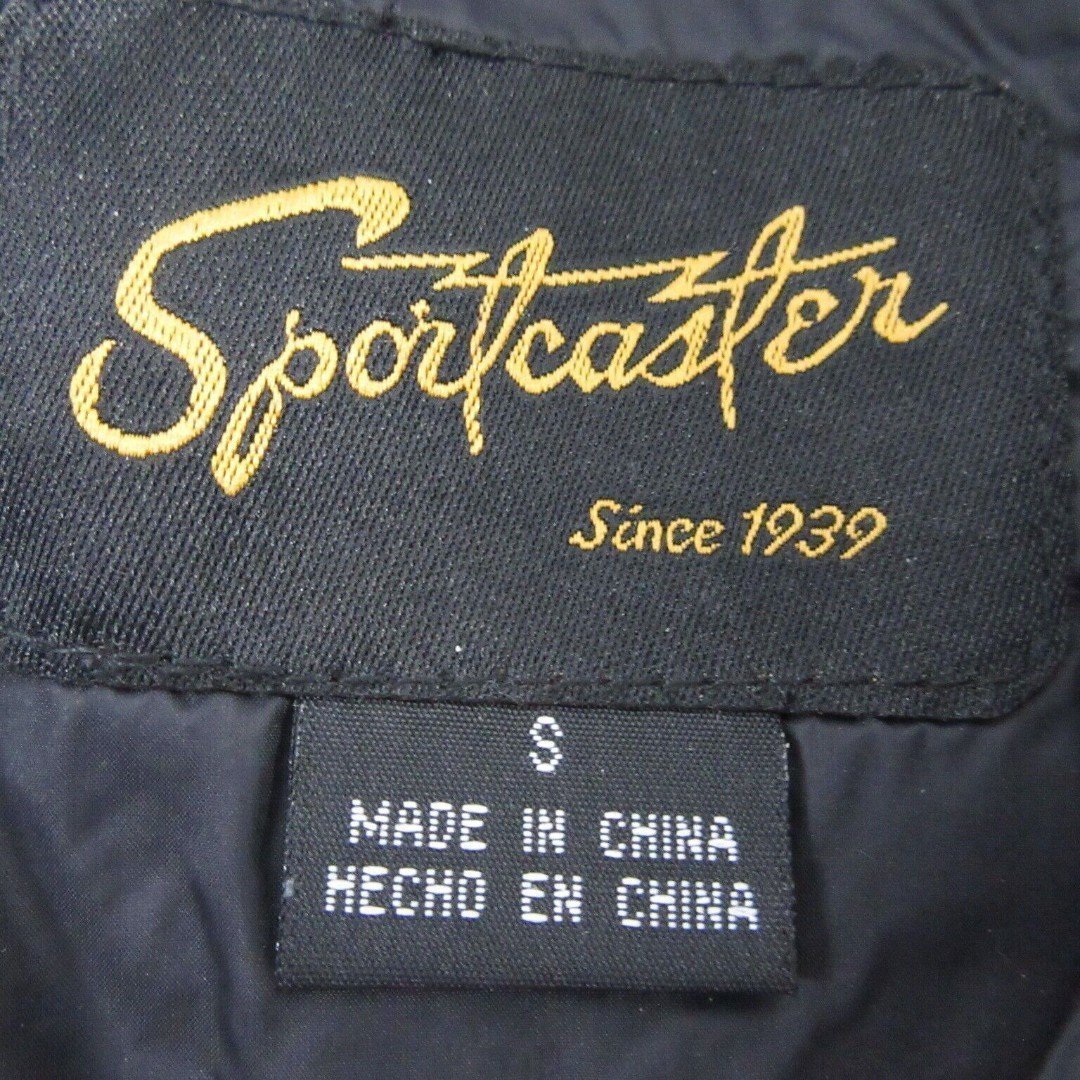 Sportcaster
Since 1939
S
MADE IN CHINA
HECHO EN CHINA